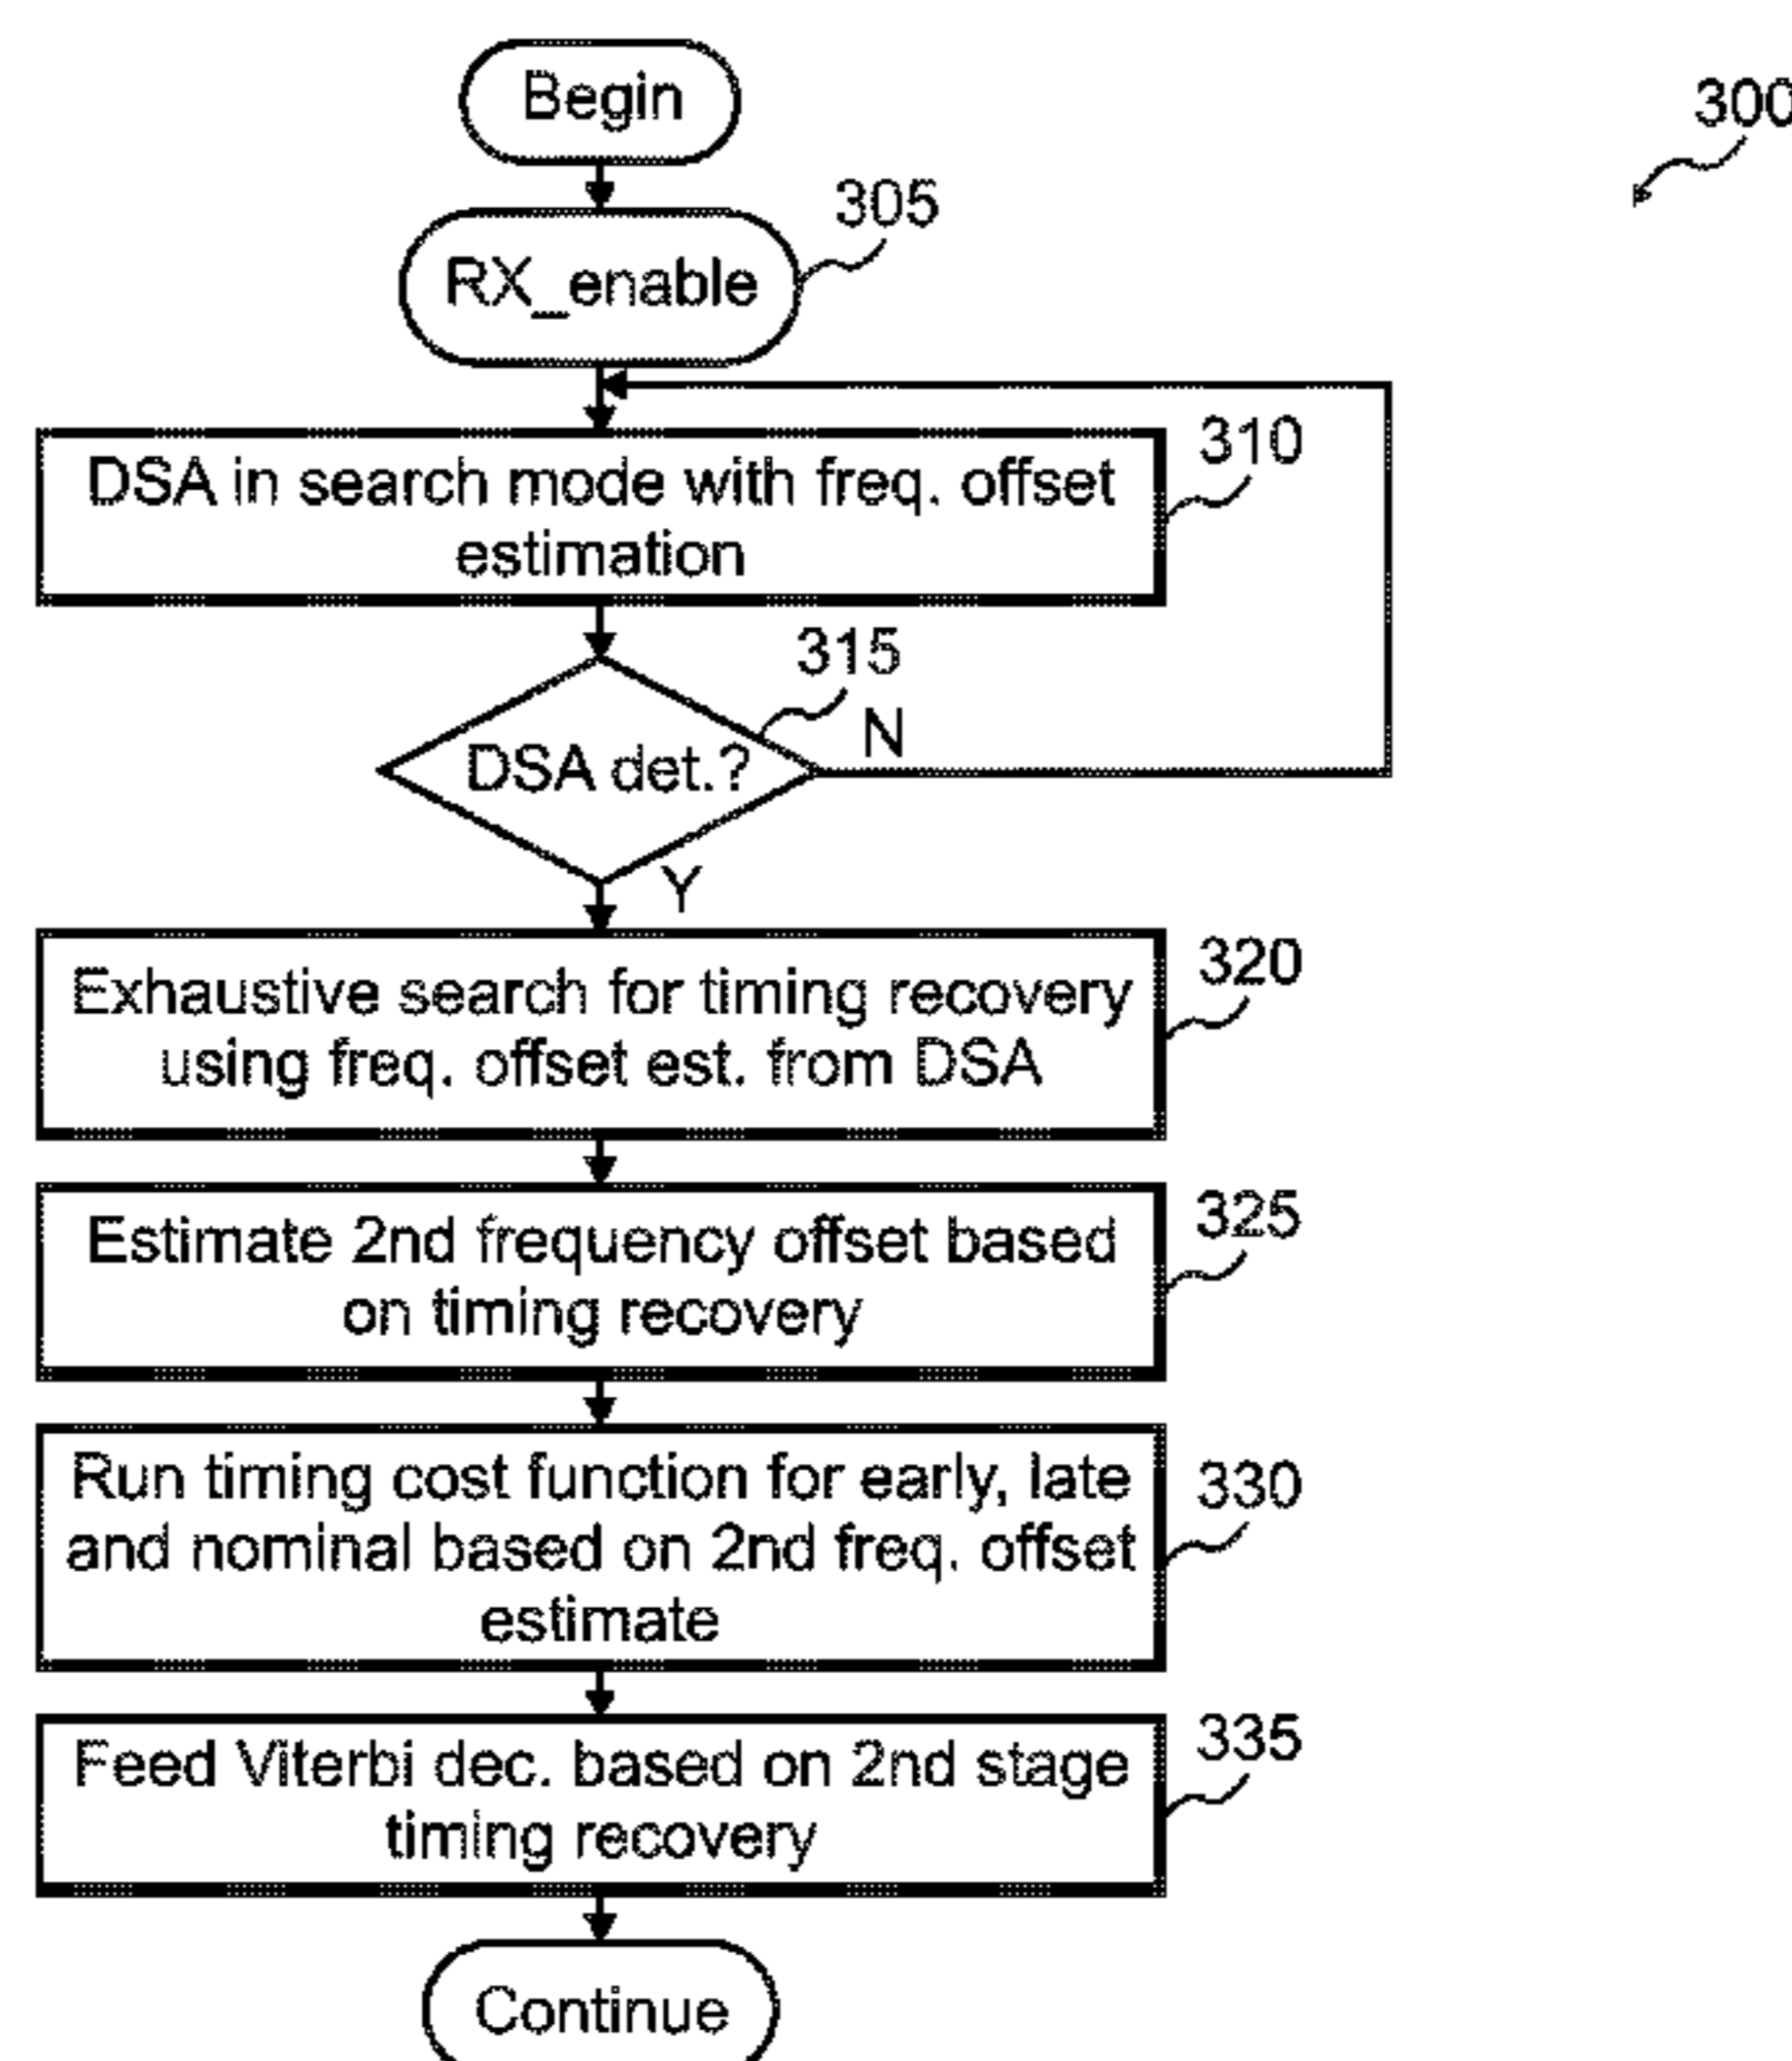 Begin
300
305
RX_enable
310
DSA in search mode with freq. offset
estimation
315
DSA det.?
N
Y
320
Exhaustive search for timing recovery
using freq. offset est. from DSA
325
Estimate 2nd frequency offset based
on timing recovery
330
Run timing cost function for early, late
and nominal based on 2nd freq. offset
estimate
335
Feed Viterbi dec. based on 2nd stage
timing recovery
Continue